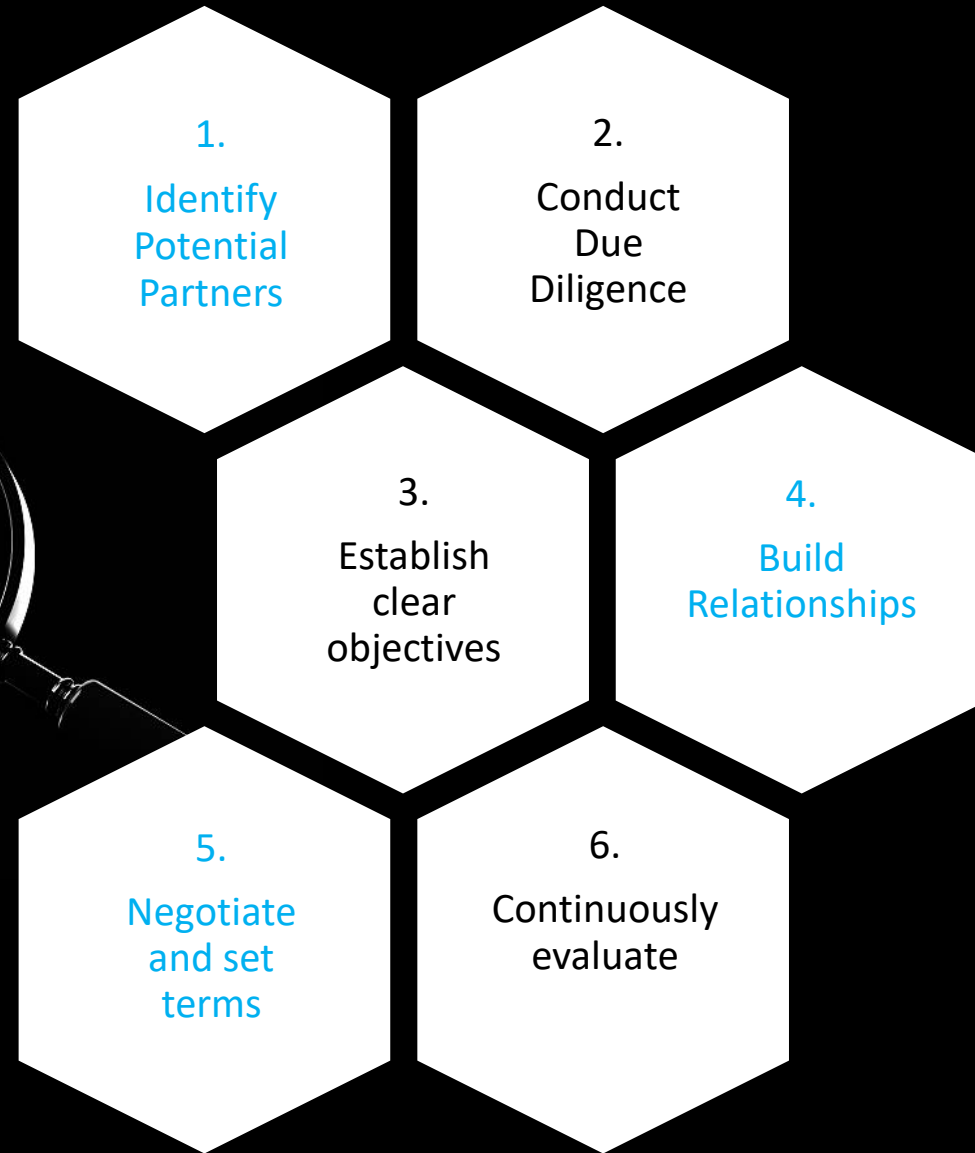 1.
Identify
Potential
Partners
2.
Conduct
Due
Diligence
3.
Establish
clear
objectives
4.
Build
Relationships
5.
Negotiate
and set
terms
6.
Continuously
evaluate